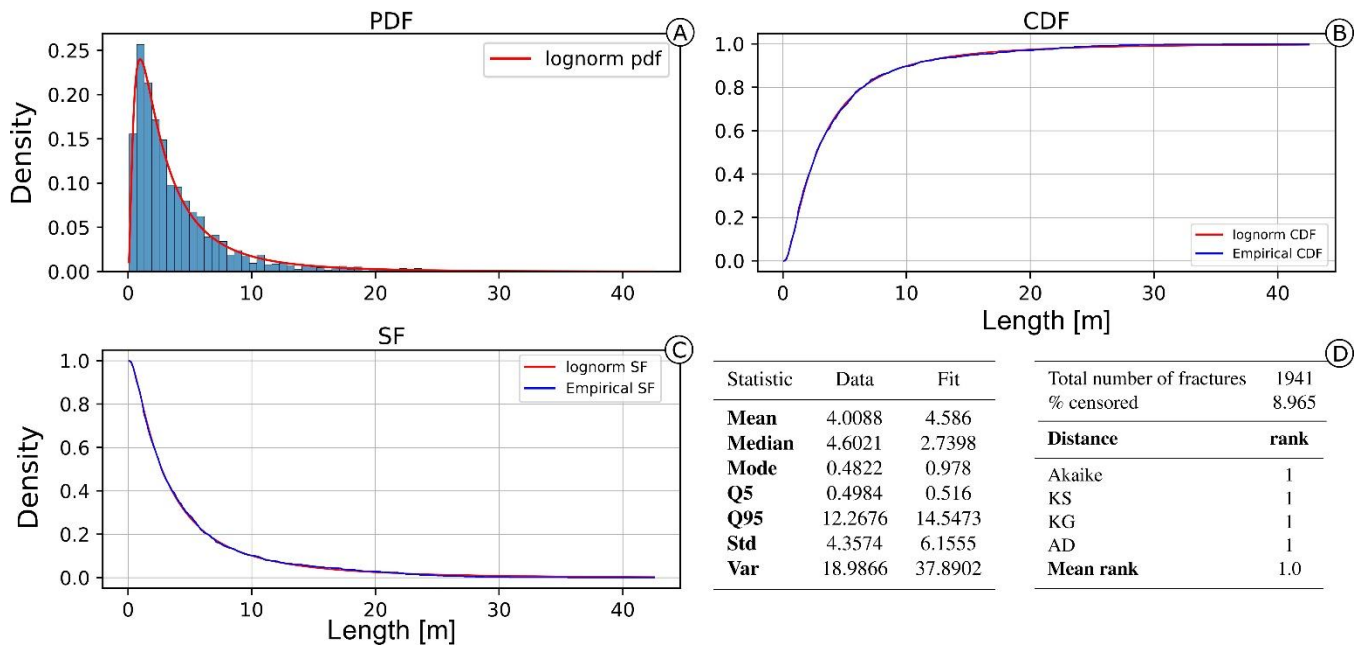 PDF
A
lognorm pdf
Density
0.25
0.20
0.15
0.10
0.05
0.00
0 10 20 30 40
CDF
B
1.0
0.8
0.6
0.4
0.2
0.0
lognorm CDF
Empirical CDF
0 10 20 30 40
Length [m]
SF
C
lognorm SF
Empirical SF
Density
1.0
0.8
0.6
0.4
0.2
0.0
0 10 20 30 40
Length [m]
D
Statistic Data Fit
Mean 4.0088 4.586
Median 4.6021 2.7398
Mode 0.4822 0.978
Q5 0.4984 0.516
Q95 12.2676 14.5473
Std 4.3574 6.1555
Var 18.9866 37.8902
Total number of fractures 1941
% censored 8.965
Distance rank
Akaike 1
KS 1
KG 1
AD 1
Mean rank 1.0